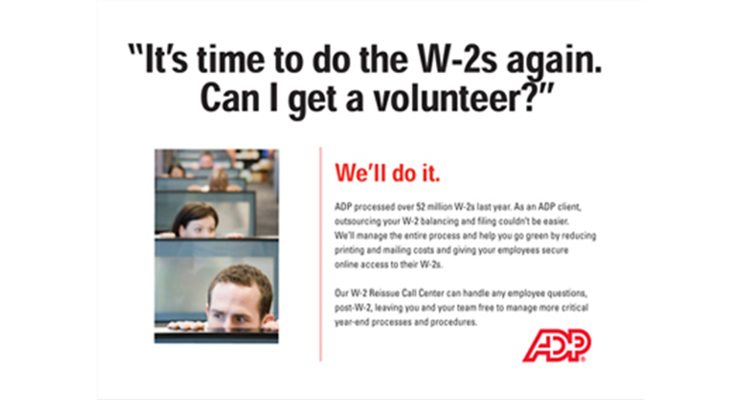 “It’s time to do the W-2s again.
Can I get a volunteer?”
We’ll do it.
ADP processed over 52 million W-2s last year. As an ADP client,
outsourcing your W-2 balancing and filing couldn’t be easier.
We’ll manage the entire process and help you go green by reducing
printing and mailing costs and giving your employees secure
online access to their W-2s.
Our W-2 Reissue Call Center can handle any employee questions,
post-W-2, leaving you and your team free to manage more critical
year-end processes and procedures.
ADP®